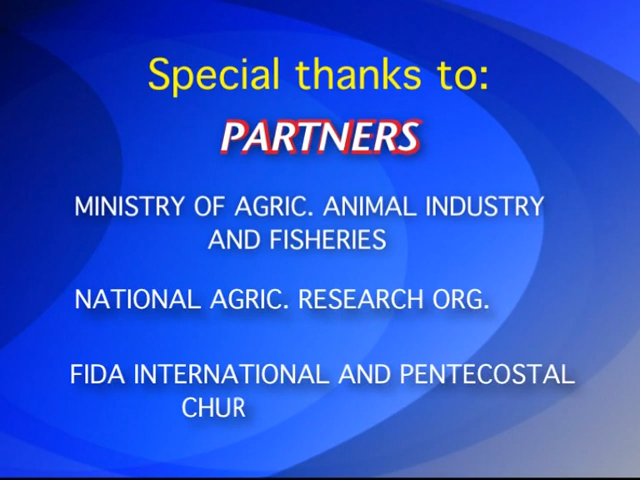 Special thanks to:
PARTNERS
MINISTRY OF AGRIC. ANIMAL INDUSTRY
AND FISHERIES
NATIONAL AGRIC. RESEARCH ORG.
FIDA INTERNATIONAL AND PENTECOSTAL
CHUR